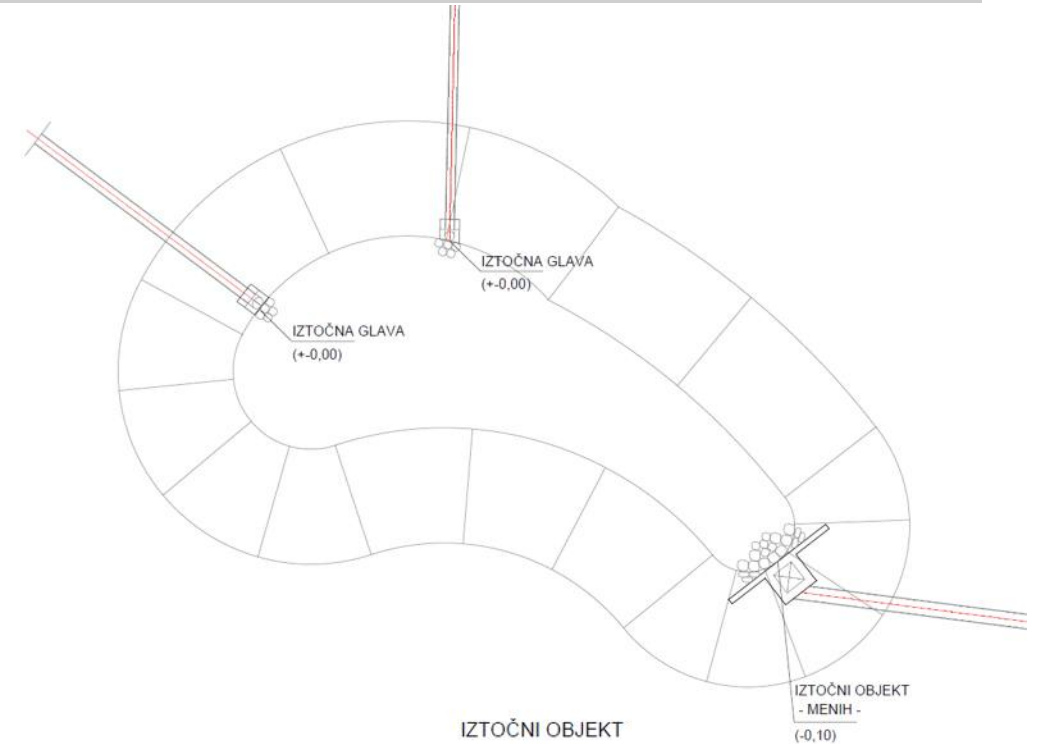 IZTOČNA GLAVA
(+-0,00)
IZTOČNA GLAVA
(+-0,00)
IZTOČNI OBJEKT
- MENIH -
(-0,10)
IZTOČNI OBJEKT